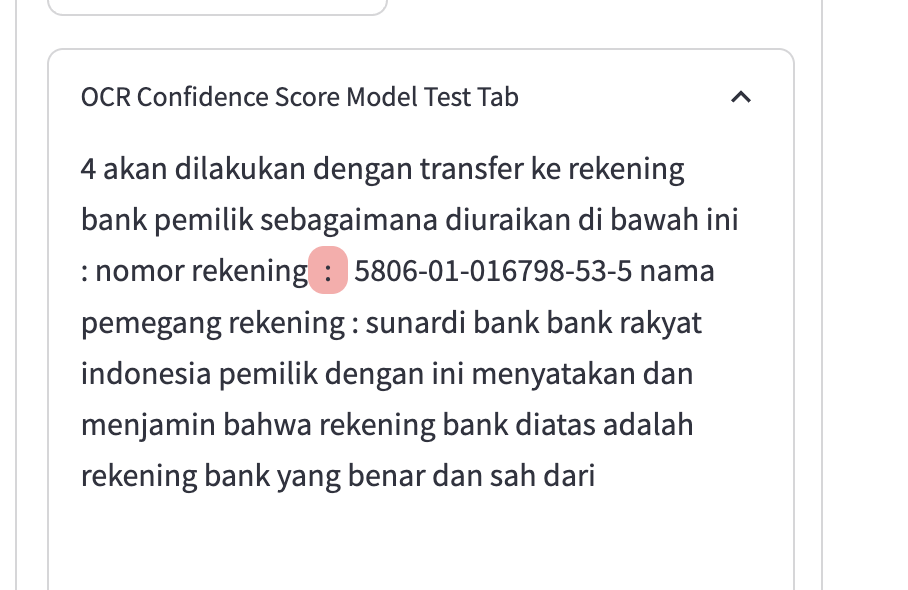 OCR Confidence Score Model Test Tab
4 akan dilakukan dengan transfer ke rekening
bank pemilik sebagaimana diuraikan di bawah ini
: nomor rekening : 5806-01-016798-53-5 nama
pemegang rekening : sunardi bank bank rakyat
indonesia pemilik dengan ini menyatakan dan
menjamin bahwa rekening bank diatas adalah
rekening bank yang benar dan sah dari